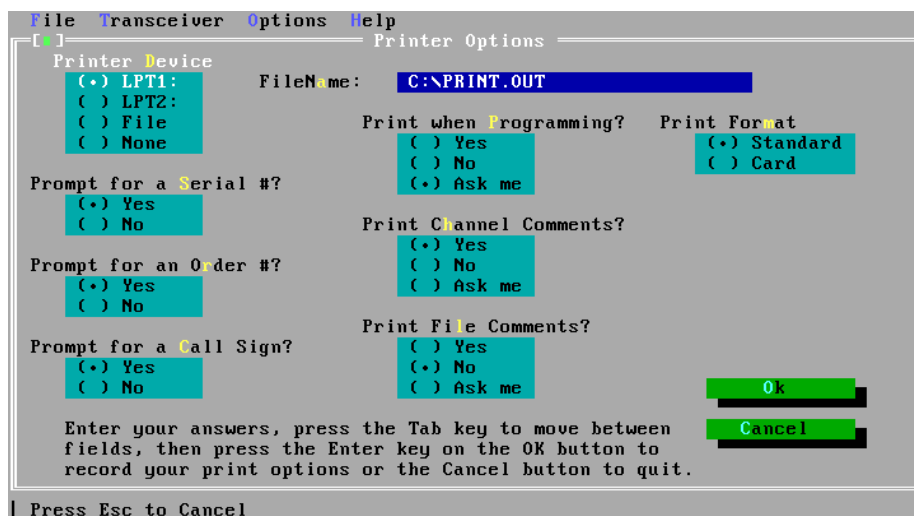 File Transceiver Options Help
[■] Printer Options
Printer Device
(•) LPT1:
( ) LPT2:
( ) File
( ) None
FileName: C:\PRINT.OUT
Print when Programming?
( ) Yes
( ) No
(•) Ask me
Print Format
(•) Standard
( ) Card
Prompt for a Serial #?
(•) Yes
( ) No
Print Channel Comments?
(•) Yes
( ) No
( ) Ask me
Prompt for an Order #?
(•) Yes
( ) No
Print File Comments?
( ) Yes
(•) No
( ) Ask me
Prompt for a Call Sign?
(•) Yes
( ) No
Ok
Cancel
Enter your answers, press the Tab key to move between
fields, then press the Enter key on the OK button to
record your print options or the Cancel button to quit.
Press Esc to Cancel